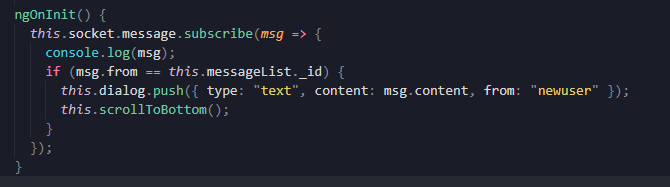 ngOnInit() {
this.socket.message.subscribe(msg => {
console.log(msg);
if (msg.from == this.messageList._id) {
this.dialog.push({ type: "text", content: msg.content, from: "newuser" });
this.scrollToBottom();
}
});
}